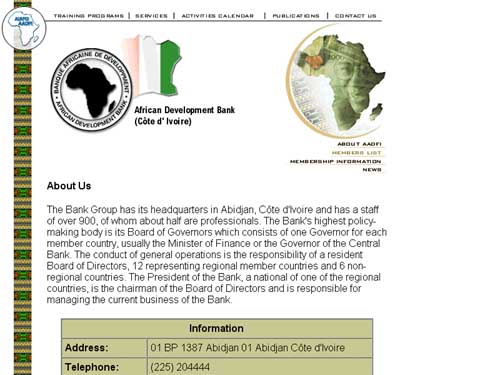 AIAFD
AADFI
TRAINING PROGRAMS | SERVICES | ACTIVITIES CALENDAR | PUBLICATIONS | CONTACT US
BANQUE AFRICAINE DE DEVELOPPEMENT
AFRICAN DEVELOPMENT BANK
African Development Bank
(Côte d' Ivoire)
ABOUT AADFI
MEMBERS LIST
MEMBERSHIP INFORMATION
NEWS
About Us
The Bank Group has its headquarters in Abidjan, Côte d'Ivoire and has a staff
of over 900, of whom about half are professionals. The Bank's highest policy-
making body is its Board of Governors which consists of one Governor for each
member country, usually the Minister of Finance or the Governor of the Central
Bank. The conduct of general operations is the responsibility of a resident
Board of Directors, 12 representing regional member countries and 6 non-
regional countries. The President of the Bank, a national of one of the regional
countries, is the chairman of the Board of Directors and is responsible for
managing the current business of the Bank.
Information
Address: 01 BP 1387 Abidjan 01 Abidjan Côte d'Ivoire
Telephone: (225) 204444